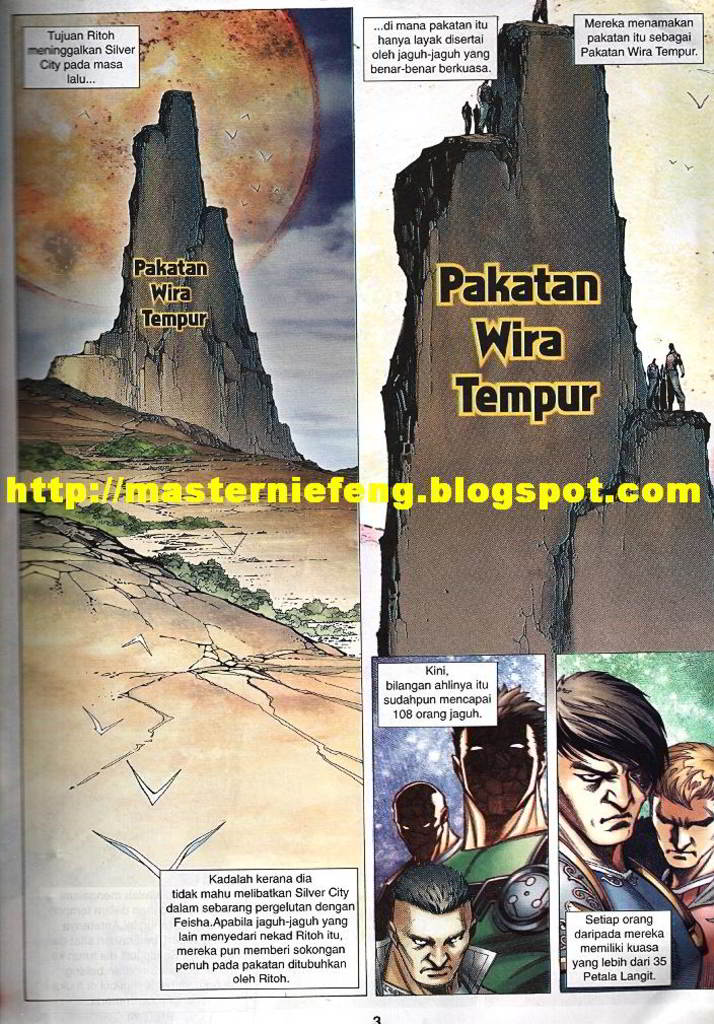 Tujuan Ritoh
meninggalkan Silver
City pada masa
lalu...
Pakatan
Wira
Tempur
Kadalah kerana dia
tidak mahu melibatkan Silver City
dalam sebarang pergelutan dengan
Feisha.Apabila jaguh-jaguh yang
lain menyedari nekad Ritoh itu,
mereka pun memberi sokongan
penuh pada pakatan ditubuhkan
oleh Ritoh.
...di mana pakatan itu
hanya layak disertai
oleh jaguh-jaguh yang
benar-benar berkuasa.
Mereka menamakan
pakatan itu sebagai
Pakatan Wira Tempur.
Pakatan
Wira
Tempur
http://masterniefeng.blogspot.com
Kini,
bilangan ahlinya itu
sudahpun mencapai
108 orang jaguh.
Setiap orang
daripada mereka
memiliki kuasa
yang lebih dari 35
Petala Langit.
3